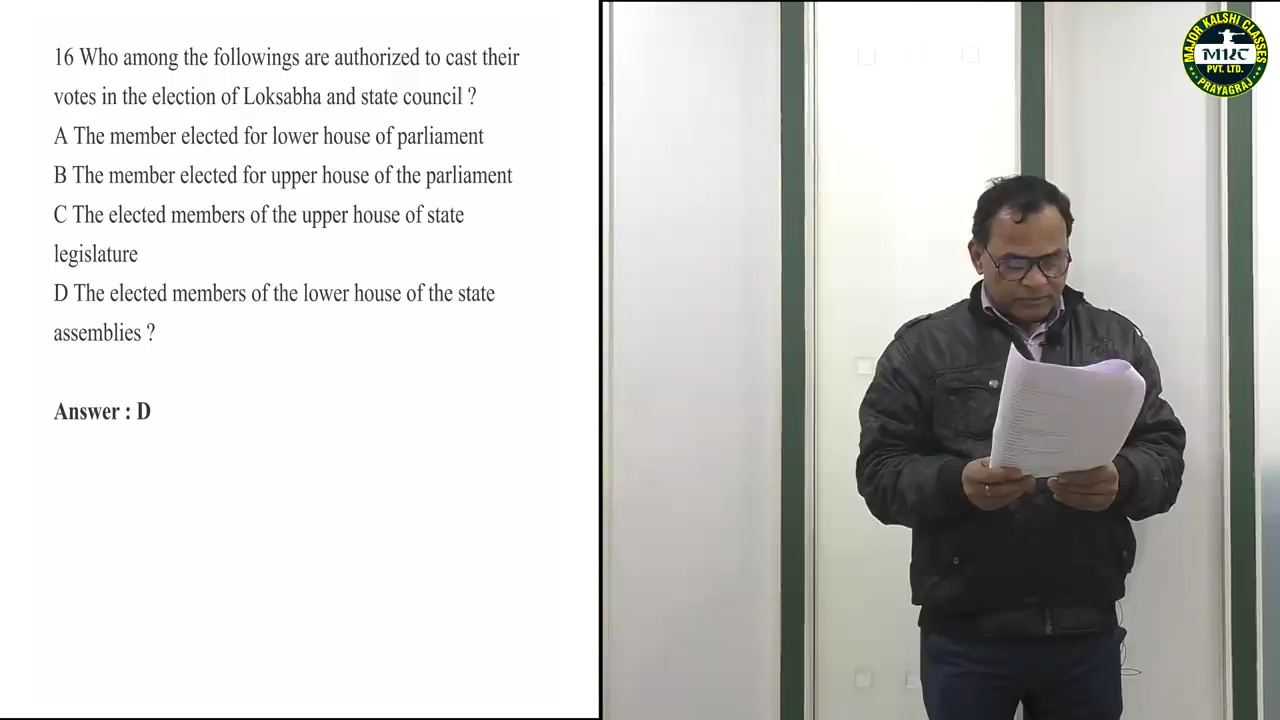 16 Who among the followings are authorized to cast their
votes in the election of Loksabha and state council ?
A The member elected for lower house of parliament
B The member elected for upper house of the parliament
C The elected members of the upper house of state
legislature
D The elected members of the lower house of the state
assemblies ?
Answer : D
MAJOR KALSHI CLASSES
MKC
PVT. LTD.
PRAYAGRAJ